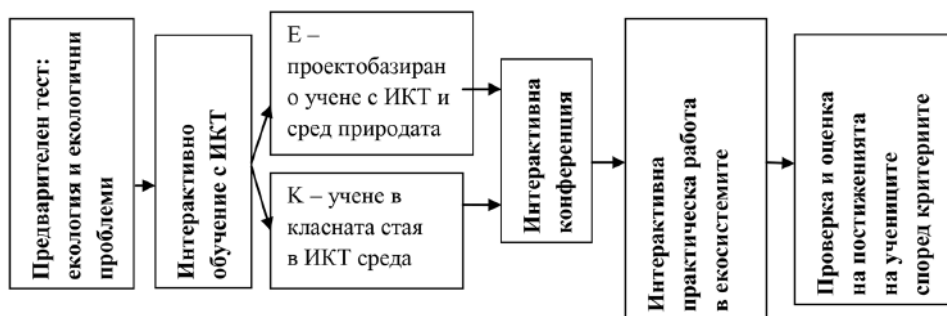 Предварителен тест:
екология и екологични
проблеми
Интерактивно
обучение с ИКТ
Е –
проектобазиран
о учене с ИКТ и
сред природата
К – учене в
класната стая
в ИКТ среда
Интерактивна
конференция
Интерактивна
практическа работа
в екосистемите
Проверка и оценка
на постиженията
на учениците
според критериите